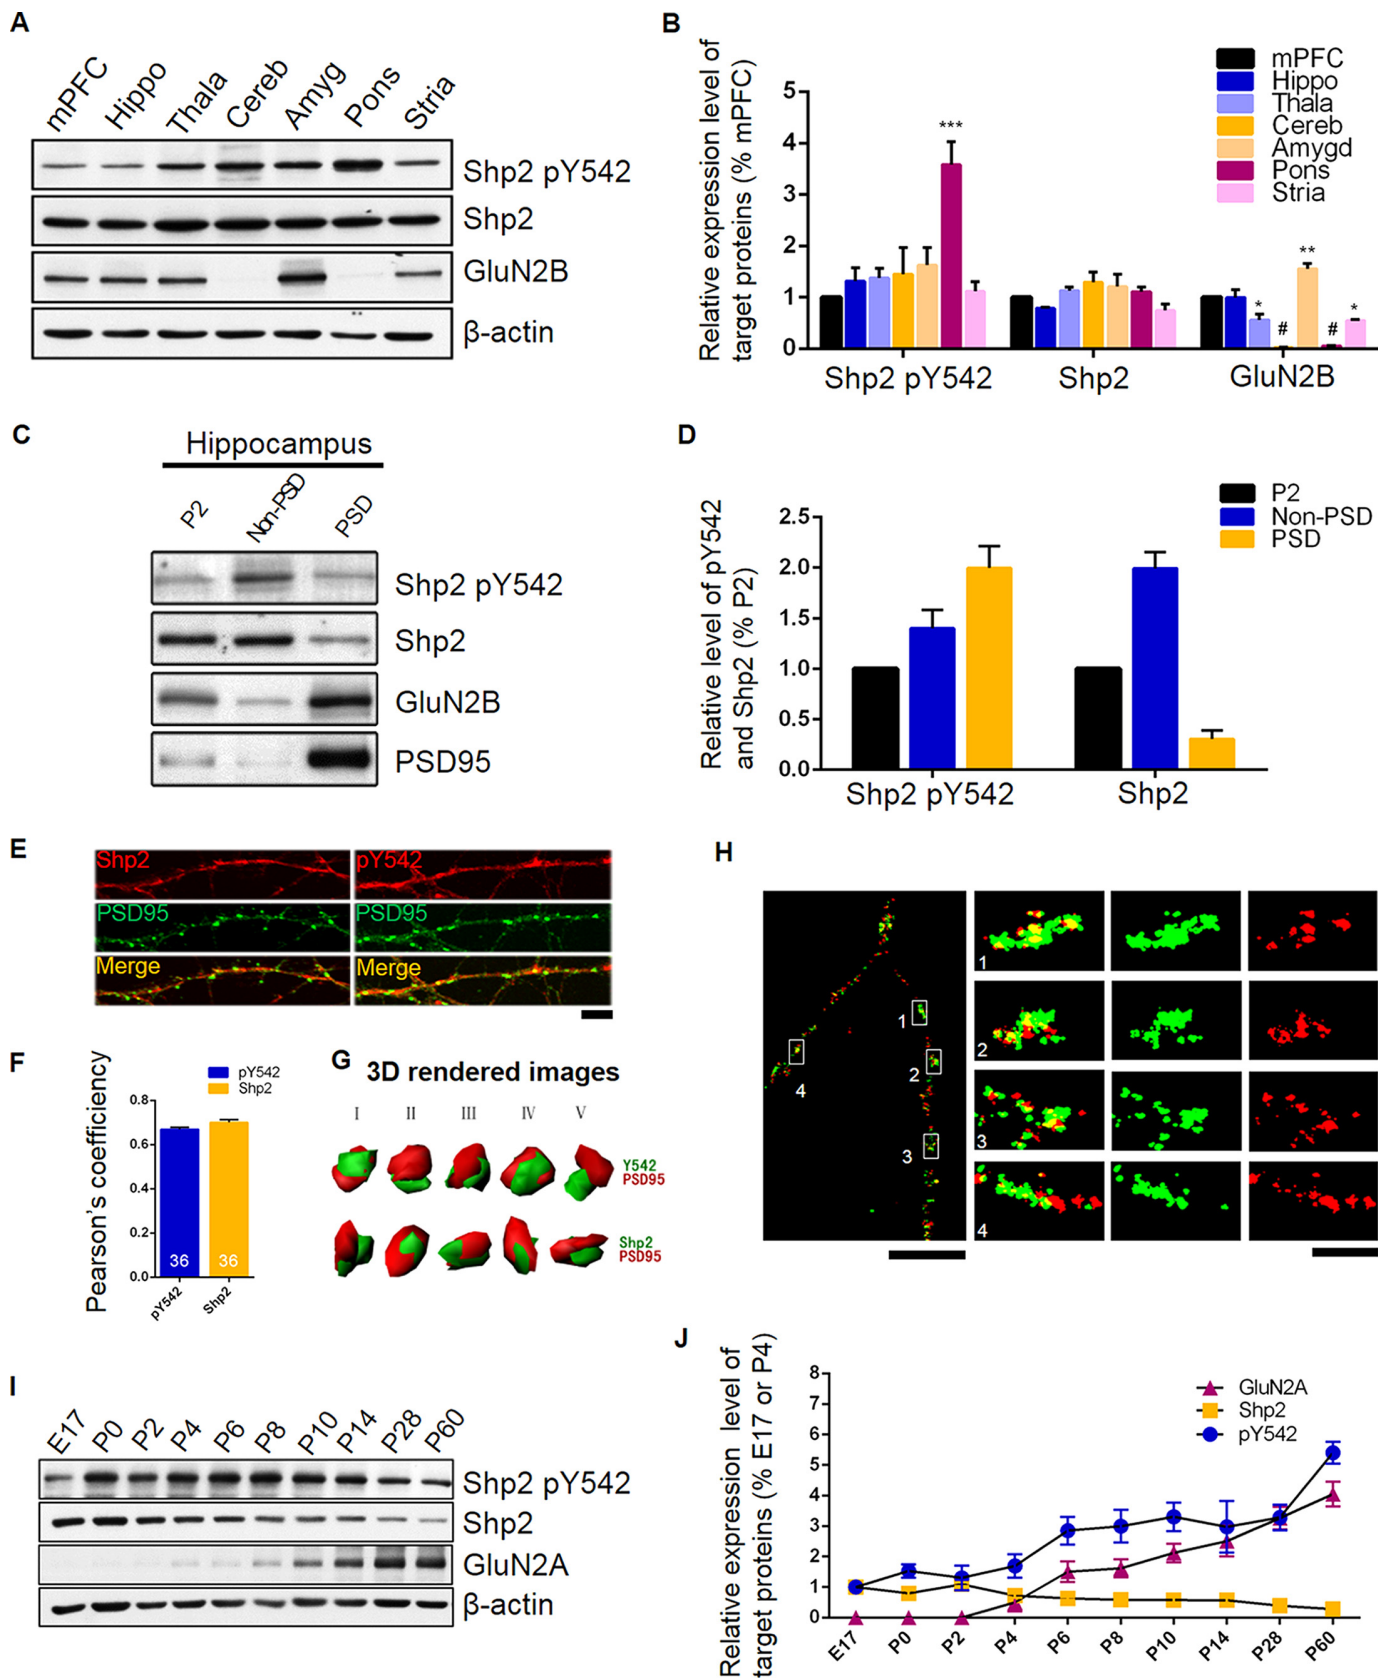 A
mPFC
Hippo
Thala
Cereb
Amyg
Pons
Stria
Shp2 pY542
Shp2
GluN2B
β-actin
B
Relative expression level of
target proteins (% mPFC)
5
4
3
2
1
0
***
*
#
**
#
*
Shp2 pY542
Shp2
GluN2B
mPFC
Hippo
Thala
Cereb
Amygd
Pons
Stria
C
Hippocampus
P2
Non-PSD
PSD
Shp2 pY542
Shp2
GluN2B
PSD95
D
Relative level of pY542
and Shp2 (% P2)
2.5
2.0
1.5
1.0
0.5
0.0
Shp2 pY542
Shp2
P2
Non-PSD
PSD
E
Shp2
pY542
PSD95
PSD95
Merge
Merge
F
Pearson's coefficiency
0.8
0.6
0.4
0.2
0.0
pY542
Shp2
36
36
pY542
Shp2
G
3D rendered images
I
II
III
IV
V
Y542
PSD95
Shp2
PSD95
H
1
2
3
4
1
2
3
4
I
E17
P0
P2
P4
P6
P8
P10
P14
P28
P60
Shp2 pY542
Shp2
GluN2A
β-actin
J
Relative expression level of
target proteins (% E17 or P4)
8
7
6
5
4
3
2
1
0
GluN2A
Shp2
pY542
E17
P0
P2
P4
P6
P8
P10
P14
P28
P60